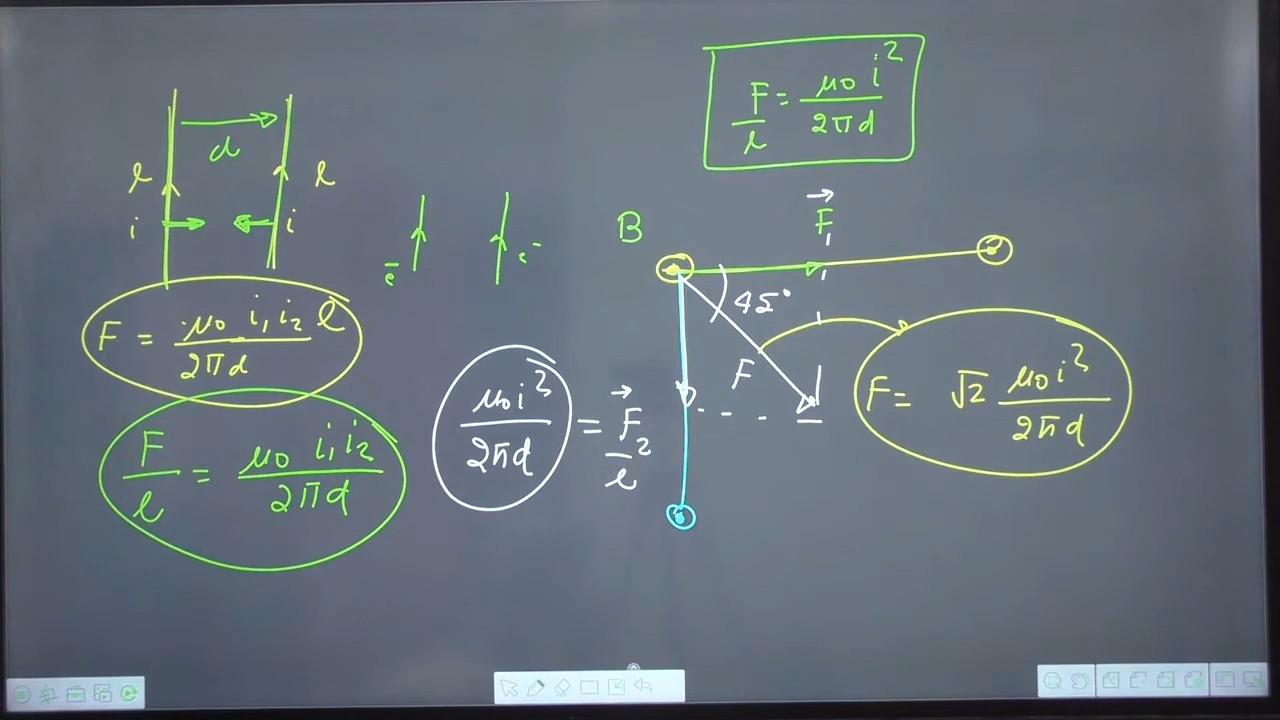 d
l
l
i
i
F = μ0 i1 i2 l / 2πd
F/l = μ0 i1 i2 / 2πd
e-
F/l = μ0 i² / 2πd
B
F
45°
F
μ0 i² / 2πd = F2 / l
F = √2 μ0 i² / 2πd